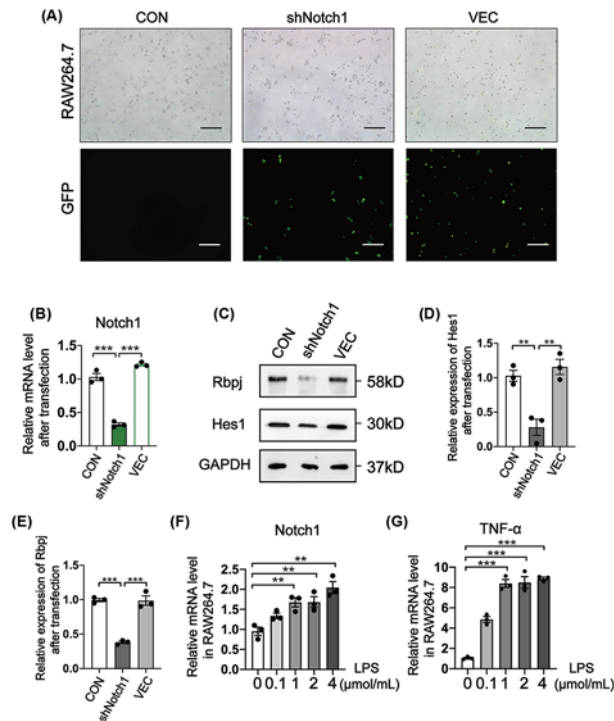 (A)
CON
shNotch1
VEC
RAW264.7
GFP
(B)
Notch1
Relative mRNA level
after transfection
1.5
1.0
0.5
0.0
***
***
CON
shNotch1
VEC
(C)
CON
shNotch1
VEC
Rbpj
58kD
Hes1
30kD
GAPDH
37kD
(D)
Relative expression of Hes1
after transfection
1.5
1.0
0.5
0.0
**
**
CON
shNotch1
VEC
(E)
Relative expression of Rbpj
after transfection
1.5
1.0
0.5
0.0
***
***
CON
shNotch1
VEC
(F)
Notch1
Relative mRNA level
in RAW264.7
2.5
2.0
1.5
1.0
0.5
0.0
**
**
**
LPS
0 0.1 1 2 4 (μmol/mL)
(G)
TNF-α
Relative mRNA level
in RAW264.7
10
8
6
4
2
0
***
***
***
LPS
0 0.1 1 2 4 (μmol/mL)